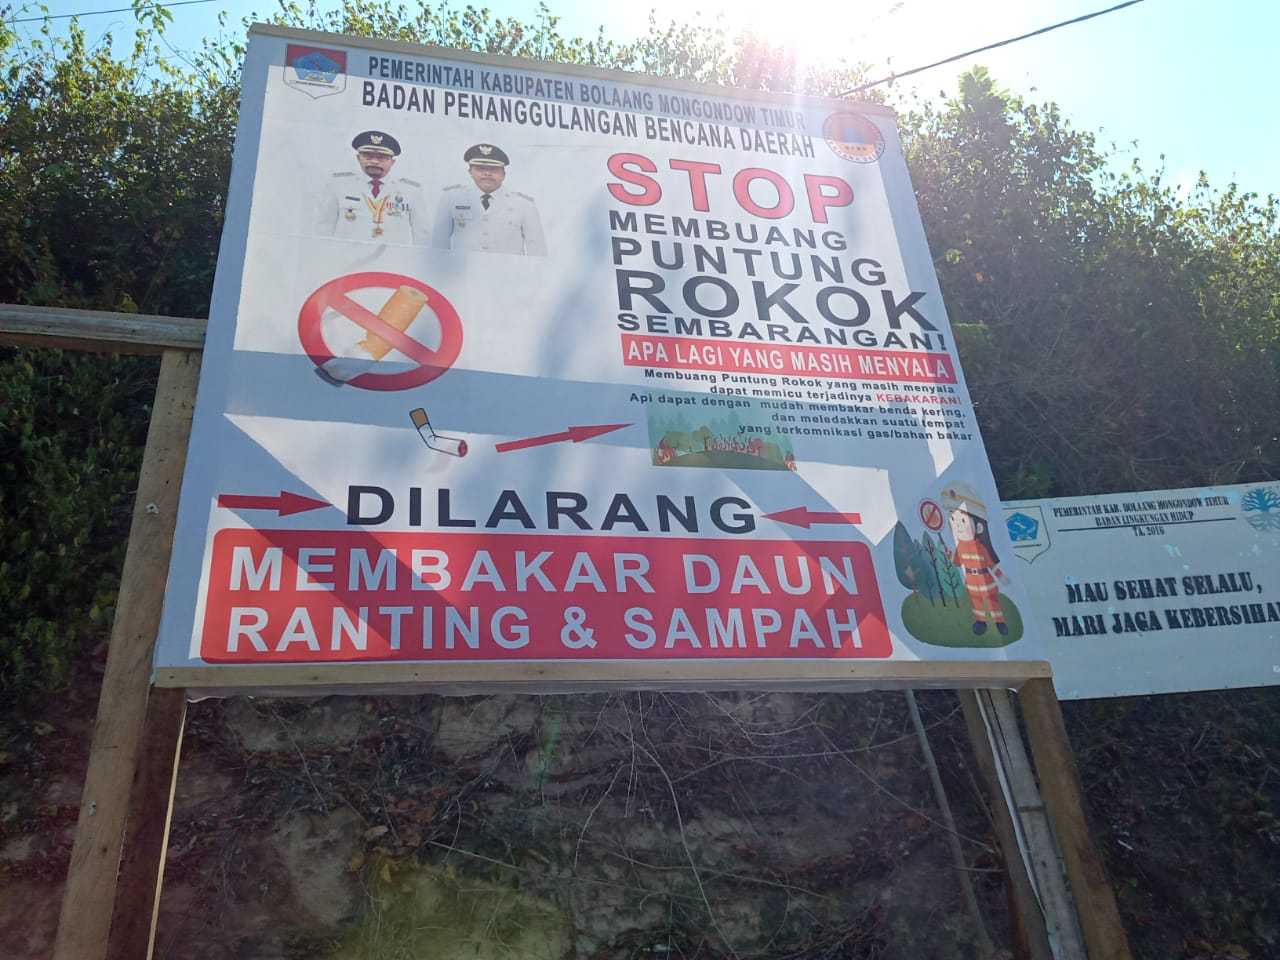 PEMERINTAH KABUPATEN BOLAANG MONGONDOW TIMUR
BADAN PENANGGULANGAN BENCANA DAERAH
STOP
MEMBUANG
PUNTUNG
ROKOK
SEMBARANGAN!
APA LAGI YANG MASIH MENYALA
Membuang Puntung Rokok yang masih menyala
dapat memicu terjadinya KEBAKARAN!
Api dapat dengan mudah membakar benda kering,
dan meledakkan suatu tempat
yang terkomnikasi gas/bahan bakar
DILARANG
MEMBAKAR DAUN
RANTING & SAMPAH
PEMERINTAH KAB. BOLAANG MONGONDOW TIMUR
BADAN LINGKUNGAN HIDUP
TA. 2016
MAU SEHAT SELALU,
MARI JAGA KEBERSIHA